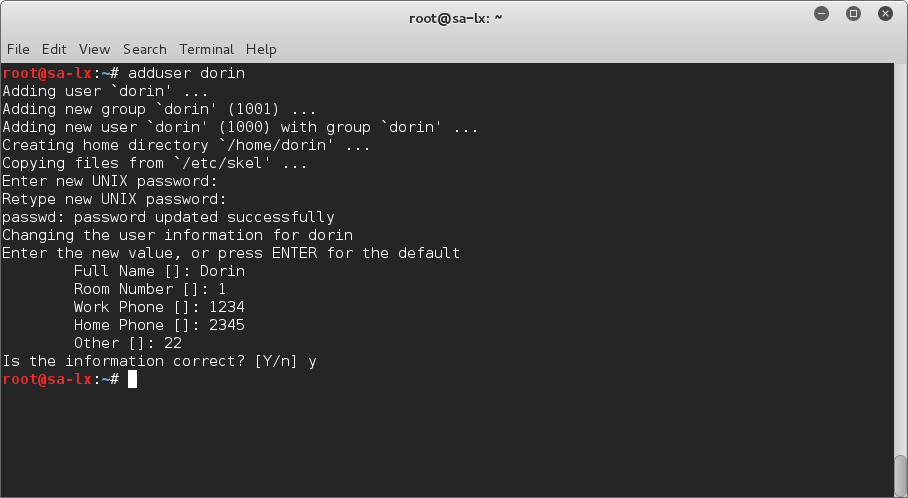 root@sa-lx: ~
File Edit View Search Terminal Help
root@sa-lx:~# adduser dorin
Adding user `dorin' ...
Adding new group `dorin' (1001) ...
Adding new user `dorin' (1000) with group `dorin' ...
Creating home directory `/home/dorin' ...
Copying files from `/etc/skel' ...
Enter new UNIX password:
Retype new UNIX password:
passwd: password updated successfully
Changing the user information for dorin
Enter the new value, or press ENTER for the default
        Full Name []: Dorin
        Room Number []: 1
        Work Phone []: 1234
        Home Phone []: 2345
        Other []: 22
Is the information correct? [Y/n] y
root@sa-lx:~#